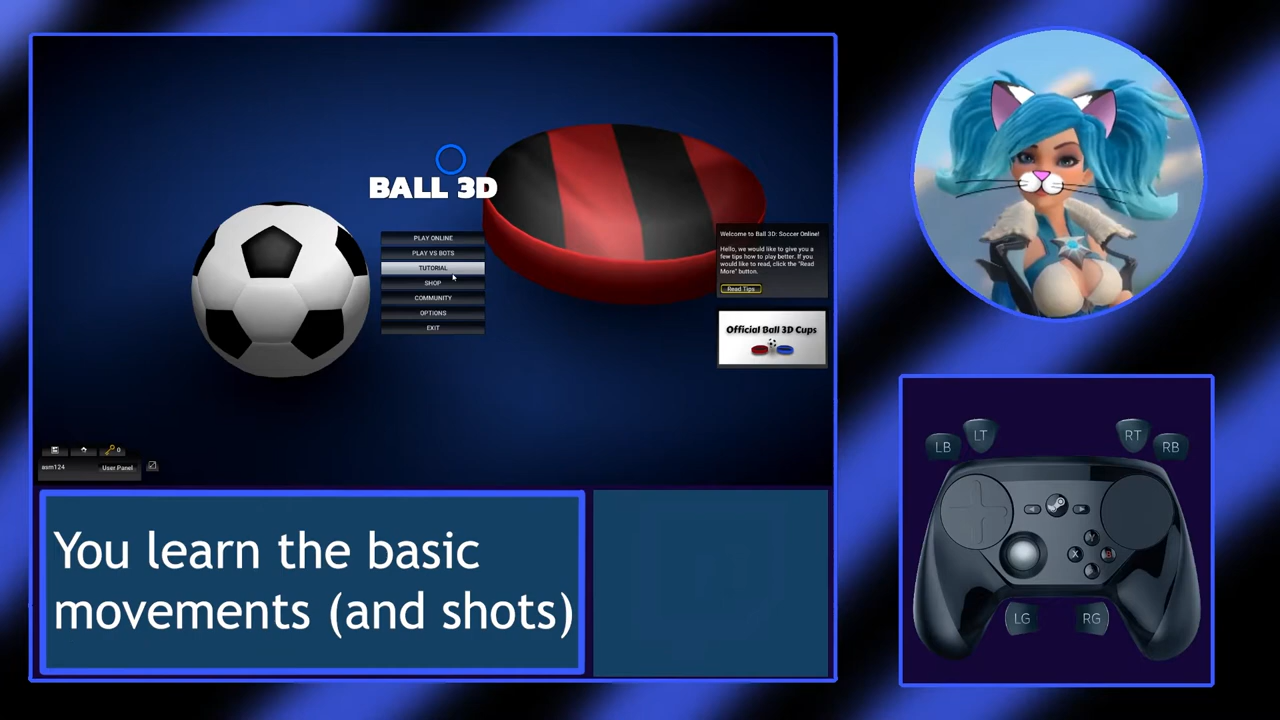 BALL 3D
PLAY ONLINE
PLAY VS BOTS
TUTORIAL
SHOP
COMMUNITY
OPTIONS
EXIT
Welcome to Ball 3D: Soccer Online!
Hello, we would like to give you a
few tips how to play better. If you
would like to read, click the "Read
More" button.
Read Tips
Official Ball 3D Cups
0
asm124
User Panel
You learn the basic
movements (and shots)
LB
LT
RT
RB
Y
X
B
LG
RG